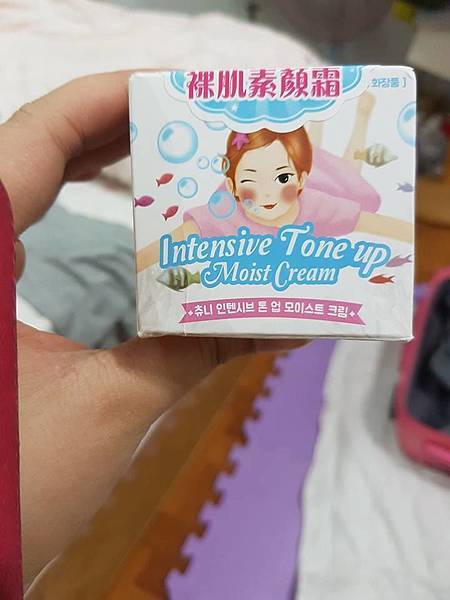 裸肌素顏霜
화장품 ]
Intensive Tone up
Moist Cream
츄니 인텐시브 톤 업 모이스트 크림